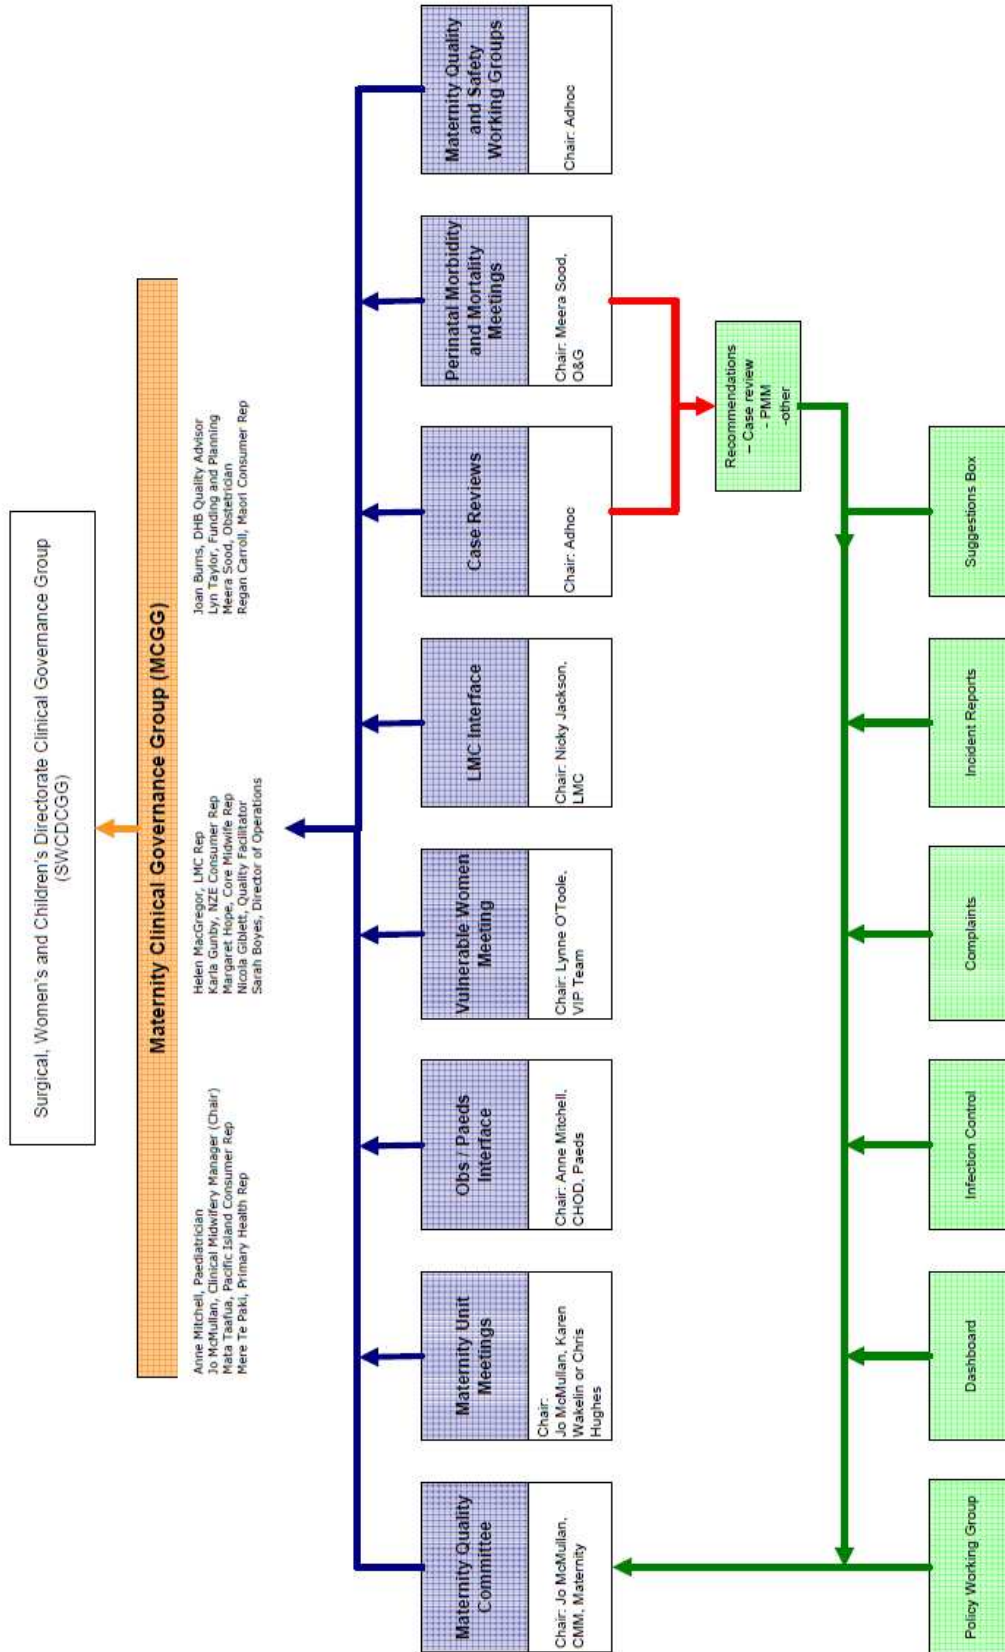 Surgical, Women's and Children's Directorate Clinical Governance Group
(SWCDCGG)
Maternity Clinical Governance Group (MCGG)
Anne Mitchell, Paediatrician
Jo McMullan, Clinical Midwifery Manager (Chair)
Mata Taafua, Pacific Island Consumer Rep
Mere Te Paki, Primary Health Rep
Helen MacGregor, LMC Rep
Karla Gunby, NZE Consumer Rep
Margaret Hope, Core Midwife Rep
Nicola Giblett, Quality Facilitator
Sarah Boyes, Director of Operations
Joan Burns, DHB Quality Advisor
Lyn Taylor, Funding and Planning
Meera Sood, Obstetrician
Regan Carroll, Maori Consumer Rep
Maternity Quality
Committee
Chair: Jo McMullan,
CMM, Maternity
Maternity Unit
Meetings
Chair:
Jo McMullan, Karen
Wakelin or Chris
Hughes
Obs / Paeds
Interface
Chair: Anne Mitchell,
CHOD, Paeds
Vulnerable Women
Meeting
Chair: Lynne O'Toole,
VIP Team
LMC Interface
Chair: Nicky Jackson,
LMC
Case Reviews
Chair: Adhoc
Perinatal Morbidity
and Mortality
Meetings
Chair: Meera Sood,
O&G
Maternity Quality
and Safety
Working Groups
Chair: Adhoc
Recommendations
– Case review
- PMM
-other
Policy Working Group
Dashboard
Infection Control
Complaints
Incident Reports
Suggestions Box